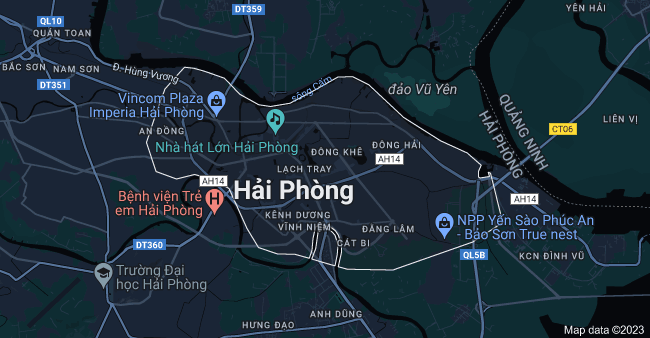 DT359
QL10
YÊN HẢI
QUÁN TOAN
BẮC SƠN
NAM SƠN
Đ. Hùng Vương
DT351
Sông Cấm
đảo Vũ Yên
Vincom Plaza
Imperia Hải Phòng
QUẢNG NINH
HẢI PHÒNG
LIÊN VỊ
CT06
AN ĐỒNG
Nhà hát Lớn Hải Phòng
ĐÔNG KHÊ
ĐÔNG HẢI
AH14
LẠCH TRAY
AH14
Hải Phòng
Bệnh viện Trẻ
em Hải Phòng
AH14
KÊNH DƯƠNG
VĨNH NIỆM
CÁT BI
ĐẰNG LÂM
NPP Yến Sào Phúc An
- Bảo Sơn True nest
DT360
QL5B
KCN ĐÌNH VŨ
Trường Đại
học Hải Phòng
ANH DŨNG
HƯNG ĐẠO
Map data ©2023